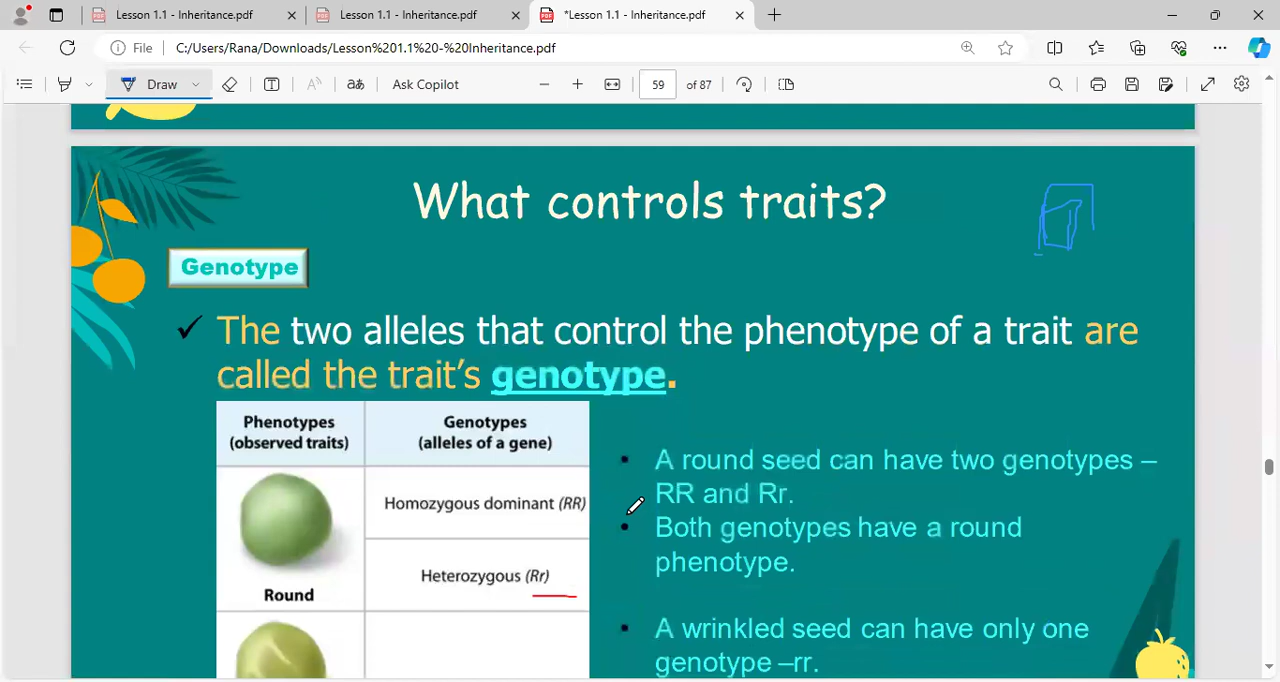 Lesson 1.1 - Inheritance.pdf
Lesson 1.1 - Inheritance.pdf
*Lesson 1.1 - Inheritance.pdf
File
C:/Users/Rana/Downloads/Lesson%201.1%20-%20Inheritance.pdf
Draw
Ask Copilot
59 of 87
What controls traits?
Genotype
The two alleles that control the phenotype of a trait are
called the trait's genotype.
Phenotypes
(observed traits)
Genotypes
(alleles of a gene)
Homozygous dominant (RR)
Heterozygous (Rr)
Round
A round seed can have two genotypes –
RR and Rr.
Both genotypes have a round
phenotype.
A wrinkled seed can have only one
genotype –rr.